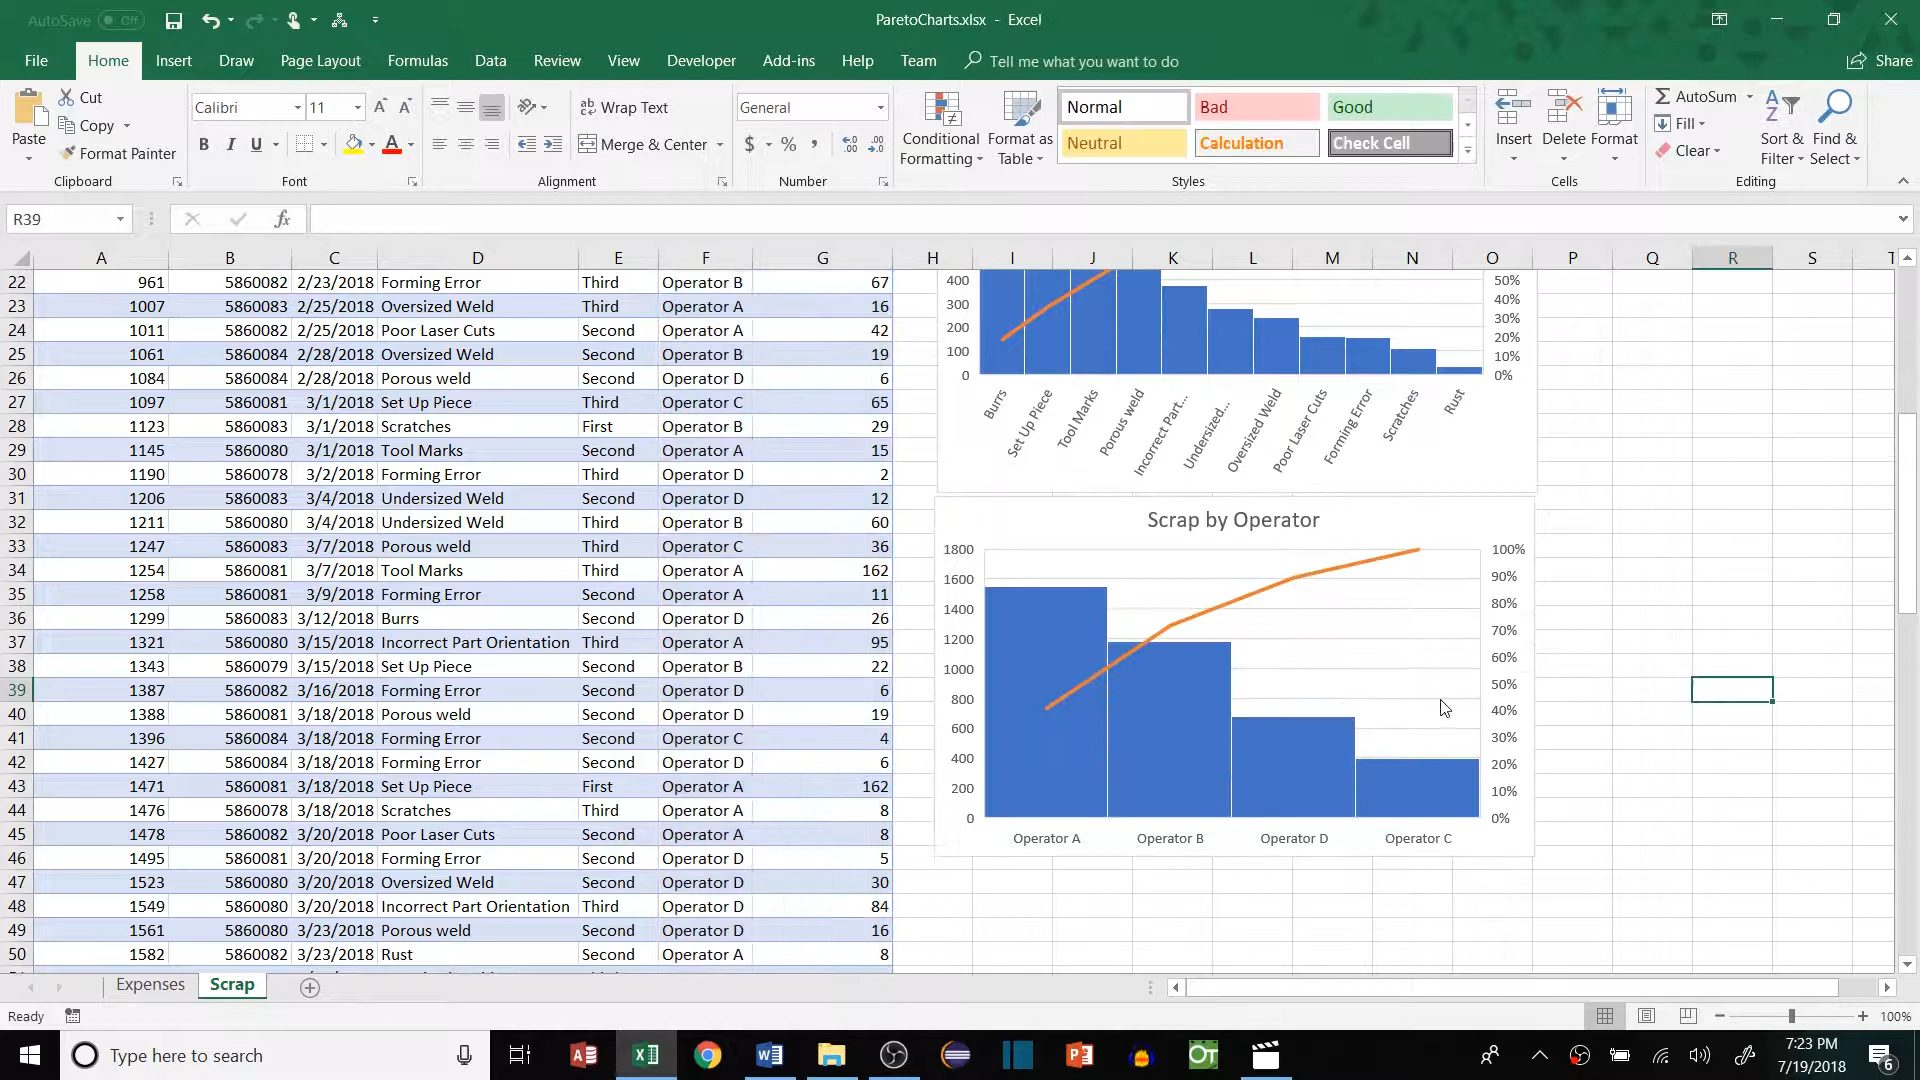 AutoSave Off
ParetoCharts.xlsx - Excel
File Home Insert Draw Page Layout Formulas Data Review View Developer Add-ins Help Team Tell me what you want to do Share
Paste
Cut
Copy
Format Painter
Calibri 11
B I U
Wrap Text
Merge & Center
General
$ % ,
Conditional Formatting
Format as Table
Normal Bad Good
Neutral Calculation Check Cell
Insert Delete Format
AutoSum
Fill
Clear
Sort & Filter
Find & Select
Clipboard Font Alignment Number Styles Cells Editing
R39 fx
A B C D E F G H I J K L M N O P Q R S T
22 961 5860082 2/23/2018 Forming Error Third Operator B 67
23 1007 5860083 2/25/2018 Oversized Weld Third Operator A 16
24 1011 5860082 2/25/2018 Poor Laser Cuts Second Operator A 42
25 1061 5860084 2/28/2018 Oversized Weld Second Operator B 19
26 1084 5860084 2/28/2018 Porous weld Second Operator D 6
27 1097 5860081 3/1/2018 Set Up Piece Third Operator C 65
28 1123 5860083 3/1/2018 Scratches First Operator B 29
29 1145 5860080 3/1/2018 Tool Marks Second Operator A 15
30 1190 5860078 3/2/2018 Forming Error Third Operator D 2
31 1206 5860083 3/4/2018 Undersized Weld Second Operator D 12
32 1211 5860080 3/4/2018 Undersized Weld Third Operator B 60
33 1247 5860083 3/7/2018 Porous weld Third Operator C 36
34 1254 5860081 3/7/2018 Tool Marks Third Operator A 162
35 1258 5860081 3/9/2018 Forming Error Second Operator A 11
36 1299 5860083 3/12/2018 Burrs Second Operator D 26
37 1321 5860080 3/15/2018 Incorrect Part Orientation Third Operator A 95
38 1343 5860079 3/15/2018 Set Up Piece Second Operator B 22
39 1387 5860082 3/16/2018 Forming Error Second Operator D 6
40 1388 5860081 3/18/2018 Porous weld Second Operator D 19
41 1396 5860084 3/18/2018 Forming Error Second Operator C 4
42 1427 5860084 3/18/2018 Forming Error Second Operator D 6
43 1471 5860081 3/18/2018 Set Up Piece First Operator A 162
44 1476 5860078 3/18/2018 Scratches Third Operator A 8
45 1478 5860082 3/20/2018 Poor Laser Cuts Second Operator A 8
46 1495 5860081 3/20/2018 Forming Error Second Operator D 5
47 1523 5860080 3/20/2018 Oversized Weld Second Operator D 30
48 1549 5860080 3/20/2018 Incorrect Part Orientation Third Operator D 84
49 1561 5860080 3/23/2018 Porous weld Second Operator D 16
50 1582 5860082 3/23/2018 Rust Second Operator A 8
400 50%
40%
300 30%
200 20%
100 10%
0 0%
Burrs
Set Up Piece
Tool Marks
Porous weld
Incorrect Part...
Undersized...
Oversized Weld
Poor Laser Cuts
Forming Error
Scratches
Rust
Scrap by Operator
1800 100%
1600 90%
1400 80%
1200 70%
1000 60%
800 50%
600 40%
400 30%
200 20%
0 10%
0%
Operator A Operator B Operator D Operator C
Expenses Scrap
Ready 100%
Type here to search
7:23 PM
7/19/2018
6